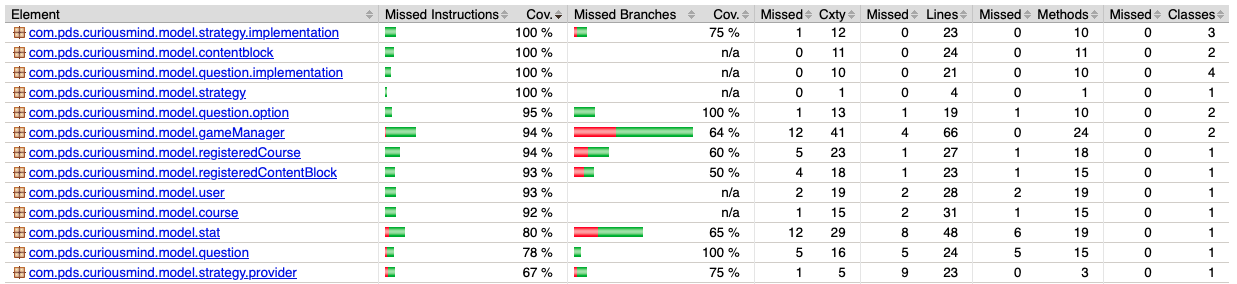 Element Missed Instructions Cov. Missed Branches Cov. Missed Cxty Missed Lines Missed Methods Missed Classes
com.pds.curiousmind.model.strategy.implementation 100 % 75 % 1 12 0 23 0 10 0 3
com.pds.curiousmind.model.contentblock 100 % n/a 0 11 0 24 0 11 0 2
com.pds.curiousmind.model.question.implementation 100 % n/a 0 10 0 21 0 10 0 4
com.pds.curiousmind.model.strategy 100 % n/a 0 1 0 4 0 1 0 1
com.pds.curiousmind.model.question.option 95 % 100 % 1 13 1 19 1 10 0 2
com.pds.curiousmind.model.gameManager 94 % 64 % 12 41 4 66 0 24 0 2
com.pds.curiousmind.model.registeredCourse 94 % 60 % 5 23 1 27 1 18 0 1
com.pds.curiousmind.model.registeredContentBlock 93 % 50 % 4 18 1 23 1 15 0 1
com.pds.curiousmind.model.user 93 % n/a 2 19 2 28 2 19 0 1
com.pds.curiousmind.model.course 92 % n/a 1 15 2 31 1 15 0 1
com.pds.curiousmind.model.stat 80 % 65 % 12 29 8 48 6 19 0 1
com.pds.curiousmind.model.question 78 % 100 % 5 16 5 24 5 15 0 1
com.pds.curiousmind.model.strategy.provider 67 % 75 % 1 5 9 23 0 3 0 1